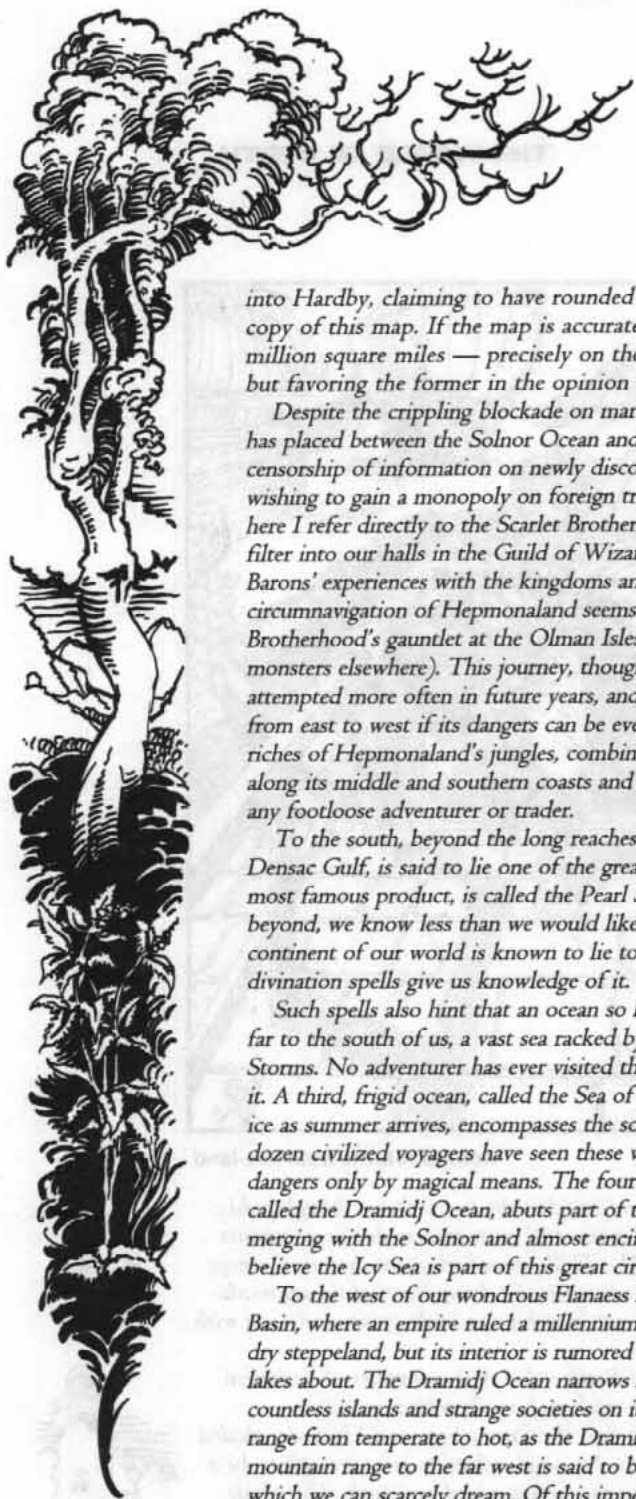 into Hardby, claiming to have rounded
copy of this map. If the map is accurate
million square miles — precisely on the
but favoring the former in the opinion
Despite the crippling blockade on mar
has placed between the Solnor Ocean and
censorship of information on newly disco
wishing to gain a monopoly on foreign tr
here I refer directly to the Scarlet Brother
filter into our halls in the Guild of Wizar
Barons' experiences with the kingdoms an
circumnavigation of Hepmonaland seems
Brotherhood's gauntlet at the Olman Isles
monsters elsewhere). This journey, thoug
attempted more often in future years, and
from east to west if its dangers can be eve
riches of Hepmonaland's jungles, combin
along its middle and southern coasts and
any footloose adventurer or trader.
To the south, beyond the long reaches
Densac Gulf, is said to lie one of the grea
most famous product, is called the Pearl
beyond, we know less than we would like
continent of our world is known to lie to
divination spells give us knowledge of it.
Such spells also hint that an ocean so
far to the south of us, a vast sea racked by
Storms. No adventurer has ever visited th
it. A third, frigid ocean, called the Sea of
ice as summer arrives, encompasses the so
dozen civilized voyagers have seen these w
dangers only by magical means. The four
called the Dramidj Ocean, abuts part of t
merging with the Solnor and almost encir
believe the Icy Sea is part of this great cir
To the west of our wondrous Flanaess
Basin, where an empire ruled a millennium
dry steppeland, but its interior is rumored
lakes about. The Dramidj Ocean narrows
countless islands and strange societies on i
range from temperate to hot, as the Drami
mountain range to the far west is said to b
which we can scarcely dream. Of this impe